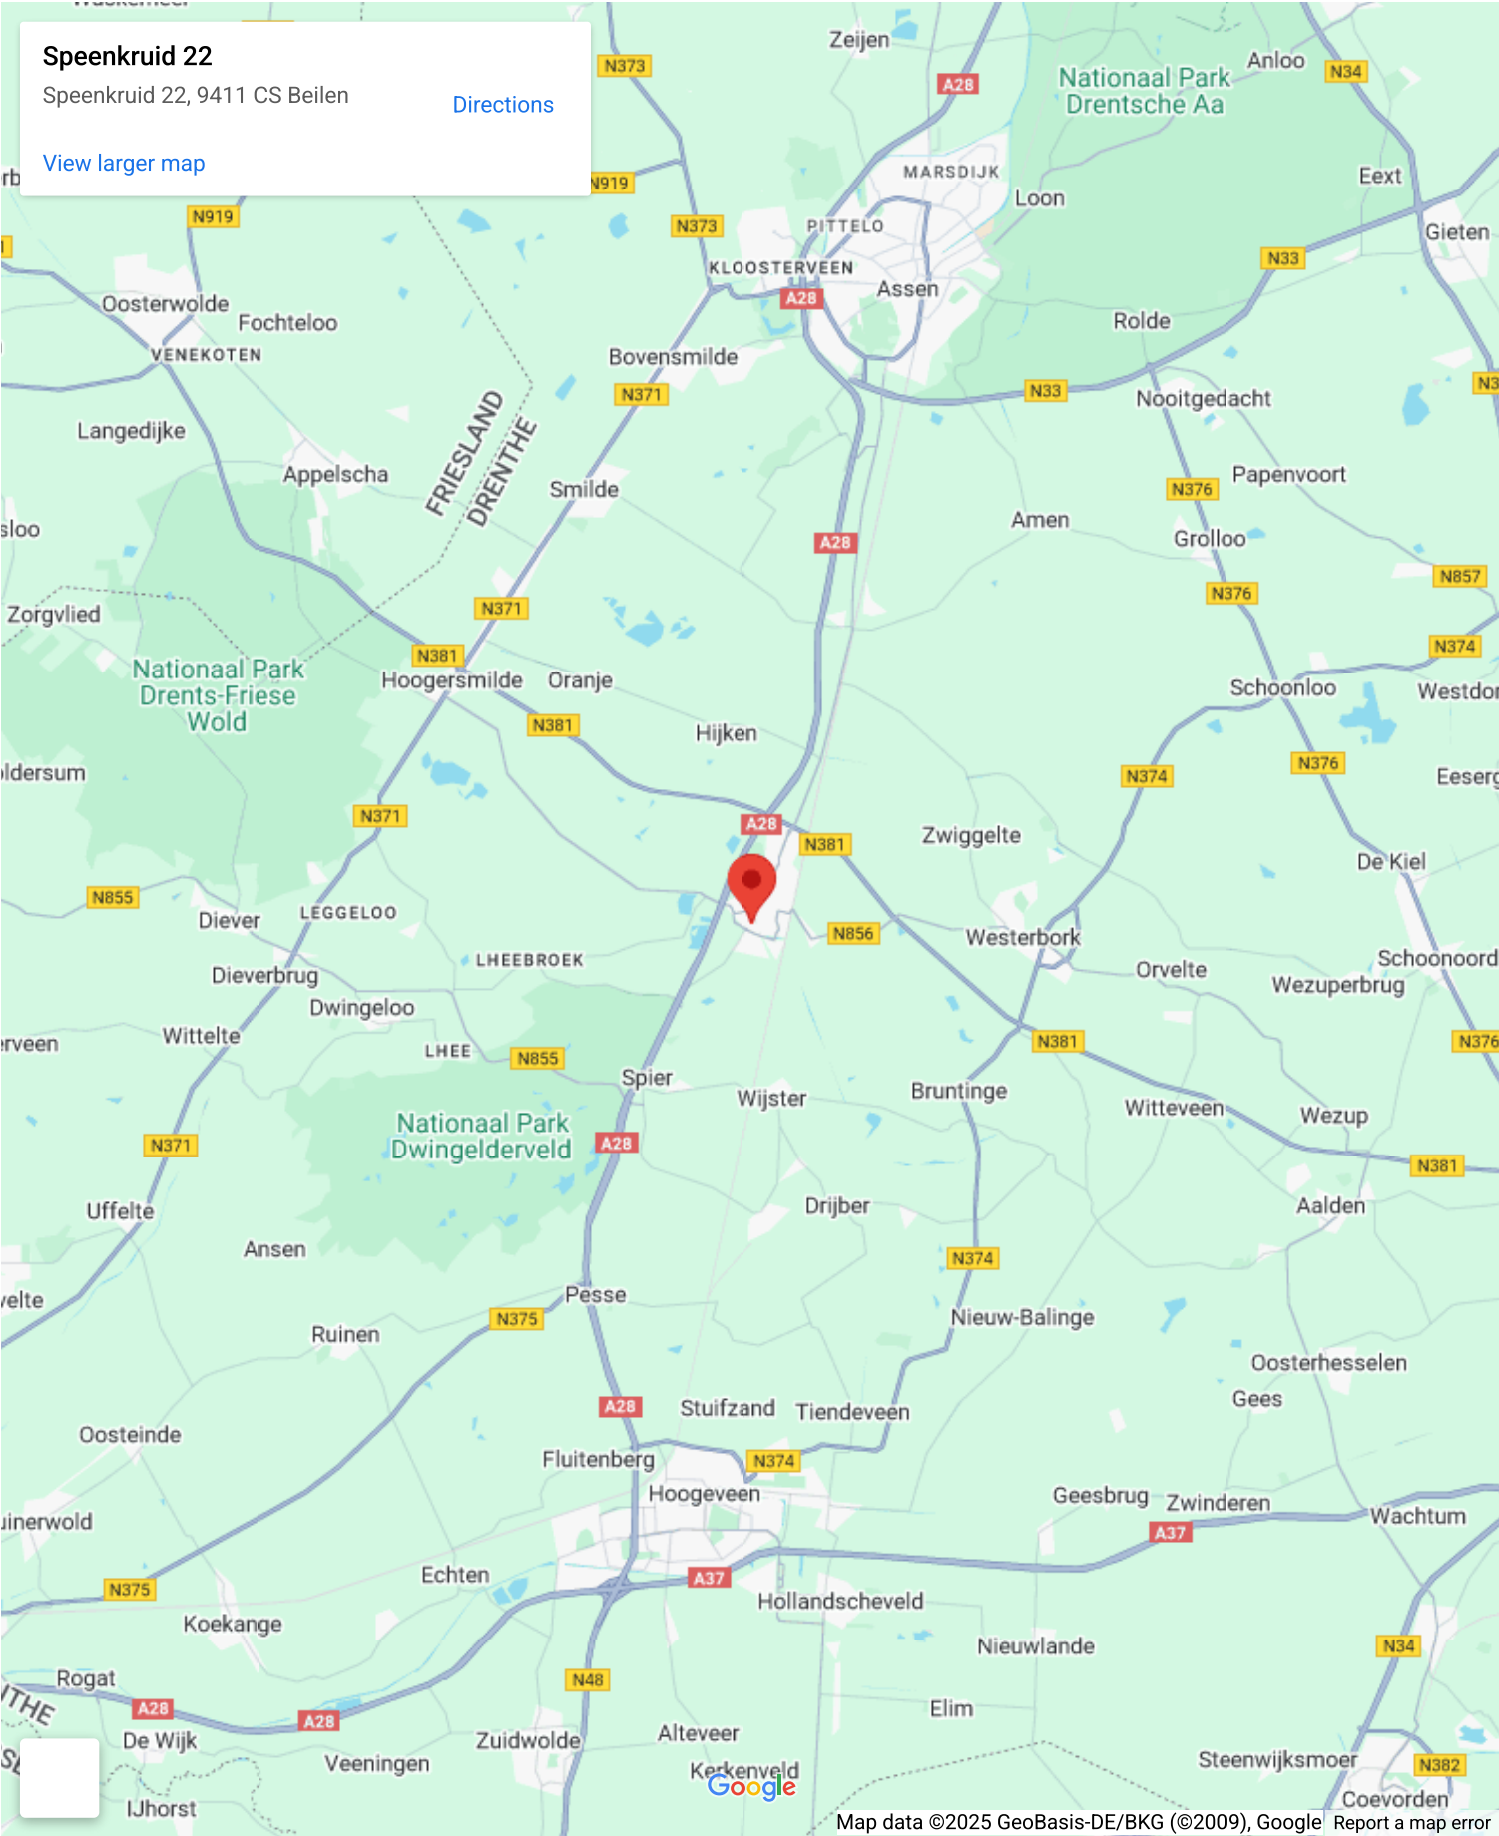 Speenkruid 22
Speenkruid 22, 9411 CS Beilen
Directions
View larger map
Zeijen
N373
A28
Nationaal Park
Drentsche Aa
Anloo
N34
MARSDIJK
Loon
Eext
N919
N919
N373
PITTELO
Gieten
KLOOSTERVEEN
N33
A28
Assen
Oosterwolde
Fochteloo
Rolde
VENEKOTEN
Bovensmilde
N371
N33
Nooitgedacht
Langedijke
FRIESLAND
DRENTHE
Appelscha
Smilde
N376
Papenvoort
Amen
Grolloo
A28
N857
N371
N376
Zorgvlied
N374
N381
Nationaal Park
Drents-Friese
Wold
Hoogersmilde
Oranje
Schoonloo
N381
Hijken
N376
N374
N371
A28
Zwiggelte
N381
De Kiel
N855
Diever
LEGGELOO
N856
Westerbork
LHEEBROEK
Schoonoord
Dieverbrug
Orvelte
Wezuperbrug
Dwingeloo
Wittelte
LHEE
N855
N381
N376
Spier
Wijster
Bruntinge
Witteveen
Wezup
Nationaal Park
Dwingelderveld
A28
N371
N381
Uffelte
Drijber
Aalden
Ansen
N374
Pesse
N375
Nieuw-Balinge
Ruinen
Oosterhesselen
Gees
A28
Stuifzand
Tiendeveen
Oosteinde
Fluitenberg
N374
Hoogeveen
Geesbrug
Zwinderen
Wachtum
A37
Echten
A37
N375
Hollandscheveld
Koekange
Nieuwlande
N34
Rogat
N48
A28
A28
Elim
De Wijk
Zuidwolde
Alteveer
Veeningen
Steenwijksmoer
N382
Kerkenveld
Google
IJhorst
Coevorden
Map data ©2025 GeoBasis-DE/BKG (©2009), Google
Report a map error